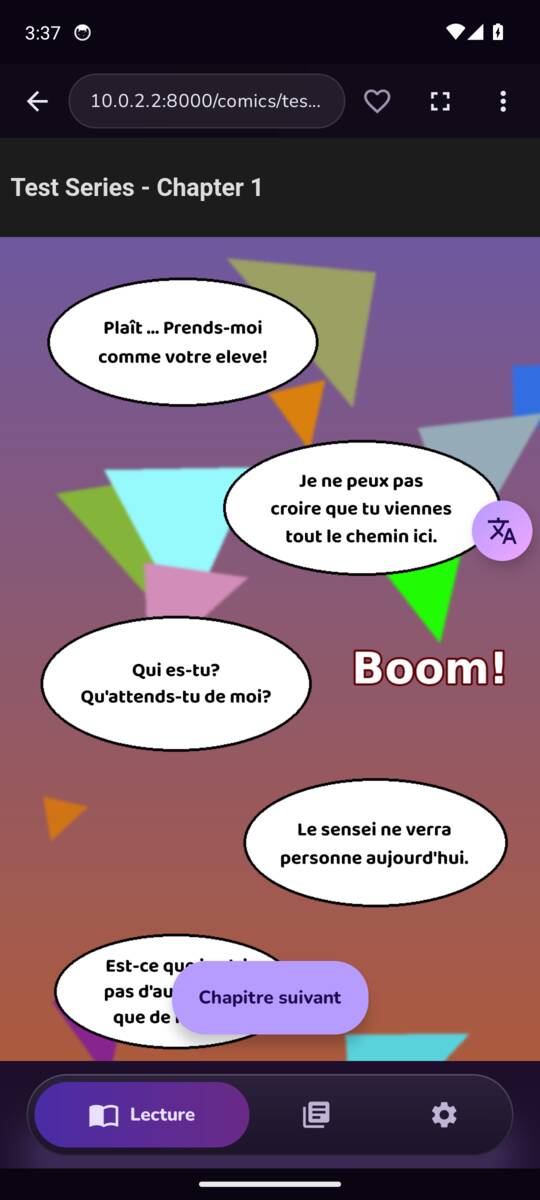 3:37
10.0.2.2:8000/comics/tes...
Test Series - Chapter 1
Plaît ... Prends-moi
comme votre eleve!
Je ne peux pas
croire que tu viennes
tout le chemin ici.
Qui es-tu?
Qu'attends-tu de moi?
Boom!
Le sensei ne verra
personne aujourd'hui.
Est-ce que
pas
que de
Chapitre suivant
Lecture